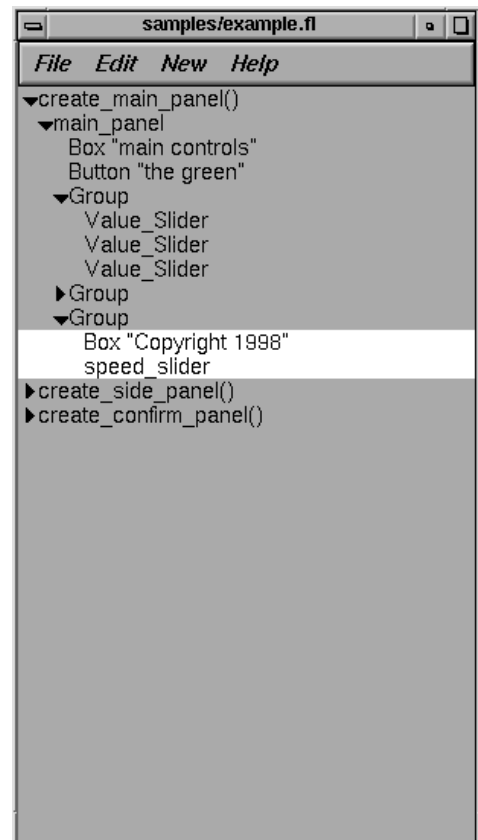 samples/example.fl
File Edit New Help
create_main_panel()
main_panel
Box "main controls"
Button "the green"
Group
Value_Slider
Value_Slider
Value_Slider
Group
Group
Box "Copyright 1998"
speed_slider
create_side_panel()
create_confirm_panel()